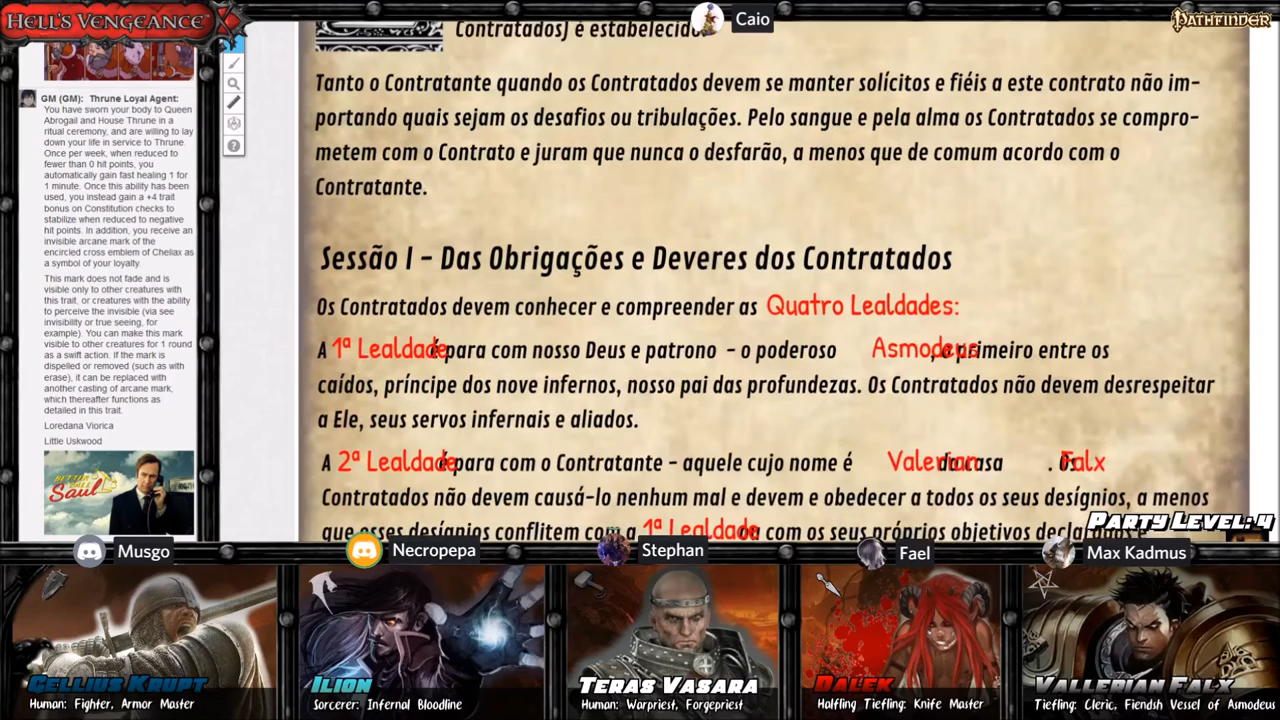 HELL'S VENGEANCE
Caio
PATHFINDER
Contratados] é estabelecido
GM (GM): Thrune Loyal Agent:
You have sworn your body to Queen
Abrogail and House Thrune in a
ritual ceremony, and are willing to lay
down your life in service to Thrune.
Once per week, when reduced to
fewer than 0 hit points, you
automatically gain fast healing 1 for
1 minute. Once this ability has been
used, you instead gain a +4 trait
bonus on Constitution checks to
stabilize when reduced to negative
hit points. In addition, you receive an
invisible arcane mark of the
encircled cross emblem of Cheliax as
a symbol of your loyalty.
This mark does not fade and is
visible only to other creatures with
this trait, or creatures with the ability
to perceive the invisible (via see
invisibility or true seeing, for
example). You can make this mark
visible to other creatures for 1 round
as a swift action. If the mark is
dispelled or removed (such as with
erase), it can be replaced with
another casting of arcane mark,
which thereafter functions as
detailed in this trait.
Loredana Viorica
Little Uskwood
BETTER
CALL
Saul
Tanto o Contratante quando os Contratados devem se manter solícitos e fiéis a este contrato não im-
portando quais sejam os desafios ou tribulações. Pelo sangue e pela alma os Contratados se compro-
metem com o Contrato e juram que nunca o desfarão, a menos que de comum acordo com o
Contratante.
Sessão I - Das Obrigações e Deveres dos Contratados
Os Contratados devem conhecer e compreender as Quatro Lealdades:
A 1ª Lealdade é para com nosso Deus e patrono - o poderoso Asmodeus, o primeiro entre os
caídos, príncipe dos nove infernos, nosso pai das profundezas. Os Contratados não devem desrespeitar
a Ele, seus servos infernais e aliados.
A 2ª Lealdade é para com o Contratante - aquele cujo nome é Valerian da casa Falx. Os
Contratados não devem causá-lo nenhum mal e devem e obedecer a todos os seus desígnios, a menos
que esses desígnios conflitem com a 1ª Lealdade ou com os seus próprios objetivos declarados e
PARTY LEVEL: 4
Musgo
Necropepa
Stephan
Fael
Max Kadmus
GELLIUS KRUPT
Human: Fighter, Armor Master
ILION
Sorcerer: Infernal Bloodline
TERAS VASARA
Human: Warpriest, Forgepriest
DALEK
Halfling Tiefling: Knife Master
VALLERIAN FALX
Tiefling: Cleric, Fiendsh Vessel of Asmodeus